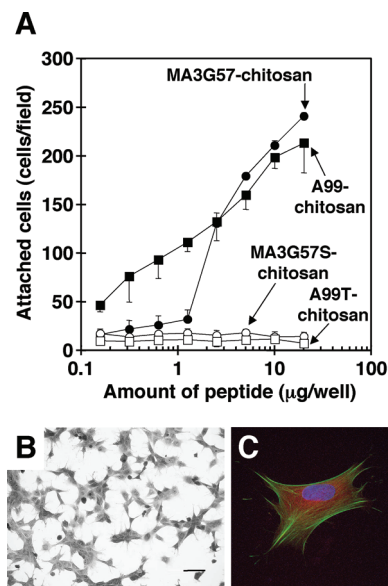 A
300
250
200
150
100
50
0
Attached cells (cells/field)
MA3G57-chitosan
A99-
chitosan
MA3G57S-
chitosan
A99T-
chitosan
0.1
1
10
100
Amount of peptide (μg/well)
B
C